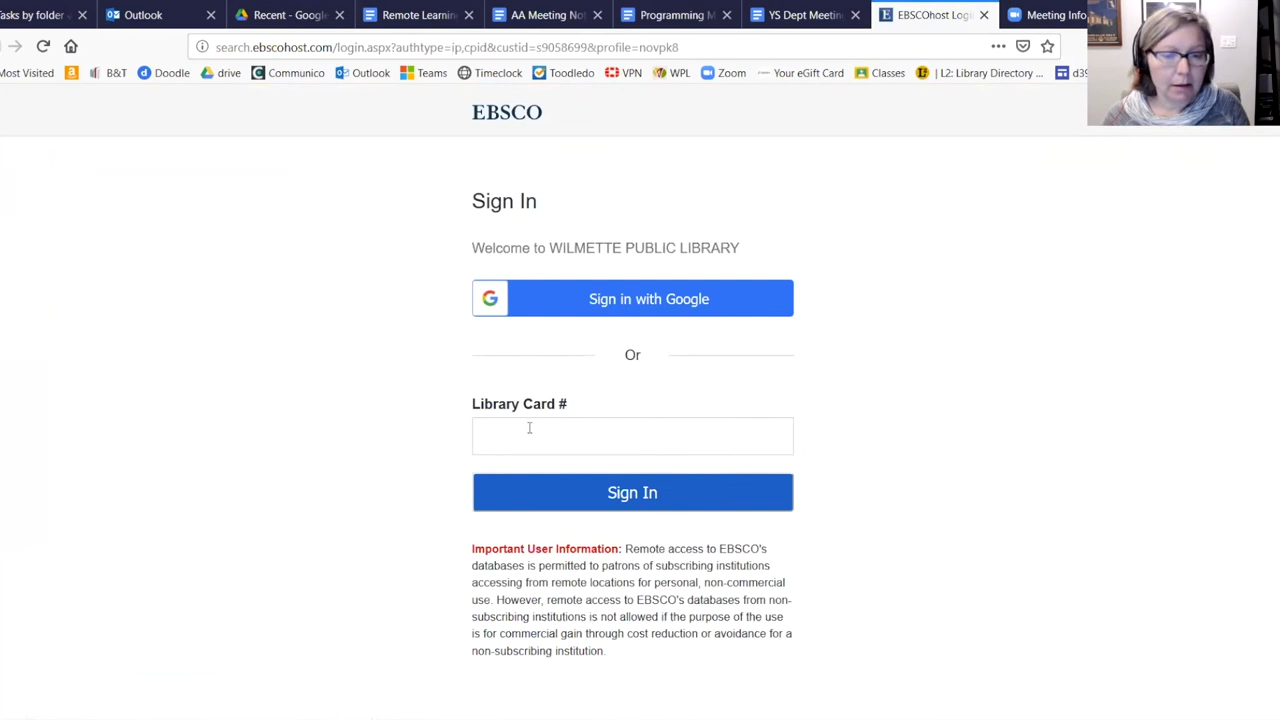 Tasks by folder
Outlook
Recent - Google
Remote Learnin
AA Meeting No
Programming M
YS Dept Meetin
EBSCOhost Logi
Meeting Info
search.ebscohost.com/login.aspx?authtype=ip,cpid&custid=s9058699&profile=novpk8
Most Visited
B&T
Doodle
drive
Communico
Outlook
Teams
Timeclock
Toodledo
VPN
WPL
Zoom
Your eGift Card
Classes
L2: Library Directory ...
d39
EBSCO
Sign In
Welcome to WILMETTE PUBLIC LIBRARY
G Sign in with Google
Or
Library Card #
Sign In
Important User Information: Remote access to EBSCO's
databases is permitted to patrons of subscribing institutions
accessing from remote locations for personal, non-commercial
use. However, remote access to EBSCO's databases from non-
subscribing institutions is not allowed if the purpose of the use
is for commercial gain through cost reduction or avoidance for a
non-subscribing institution.